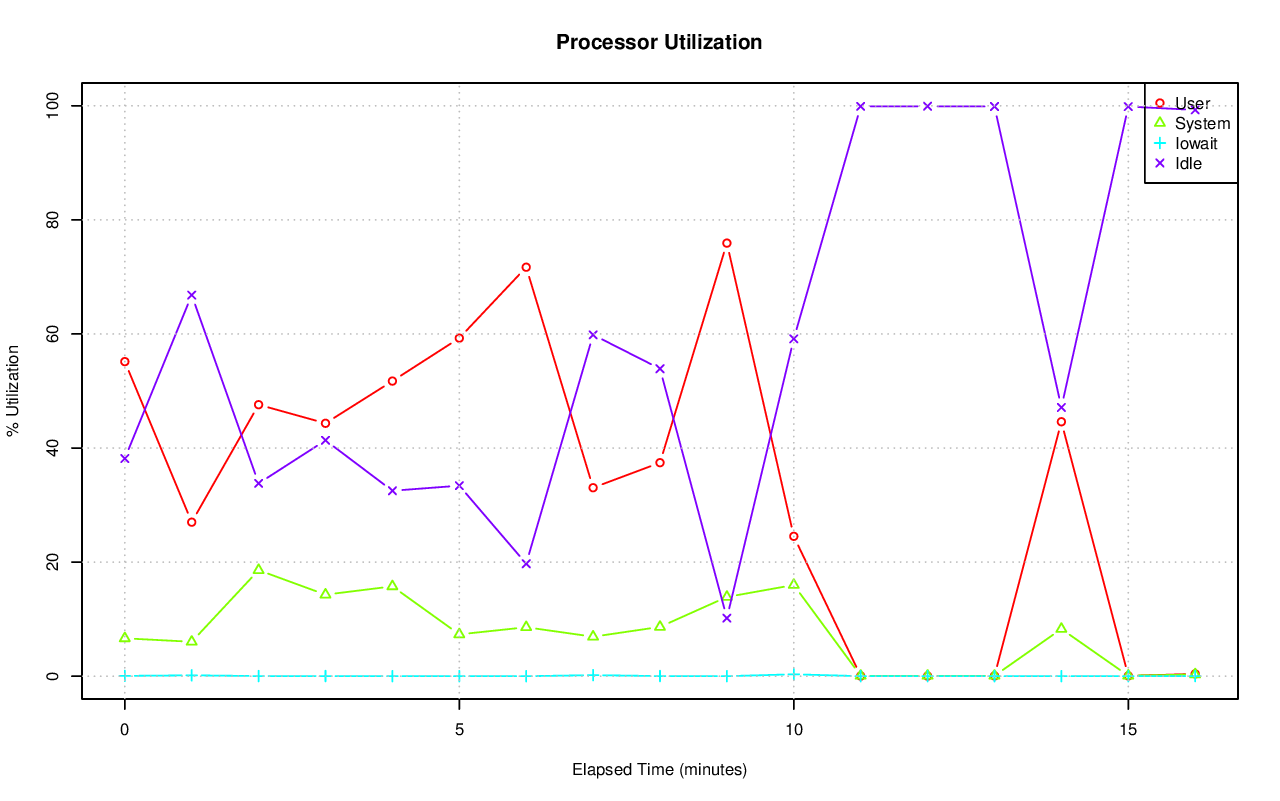 Processor Utilization
% Utilization
100
80
60
40
20
0
User
System
Iowait
Idle
0 5 10 15
Elapsed Time (minutes)